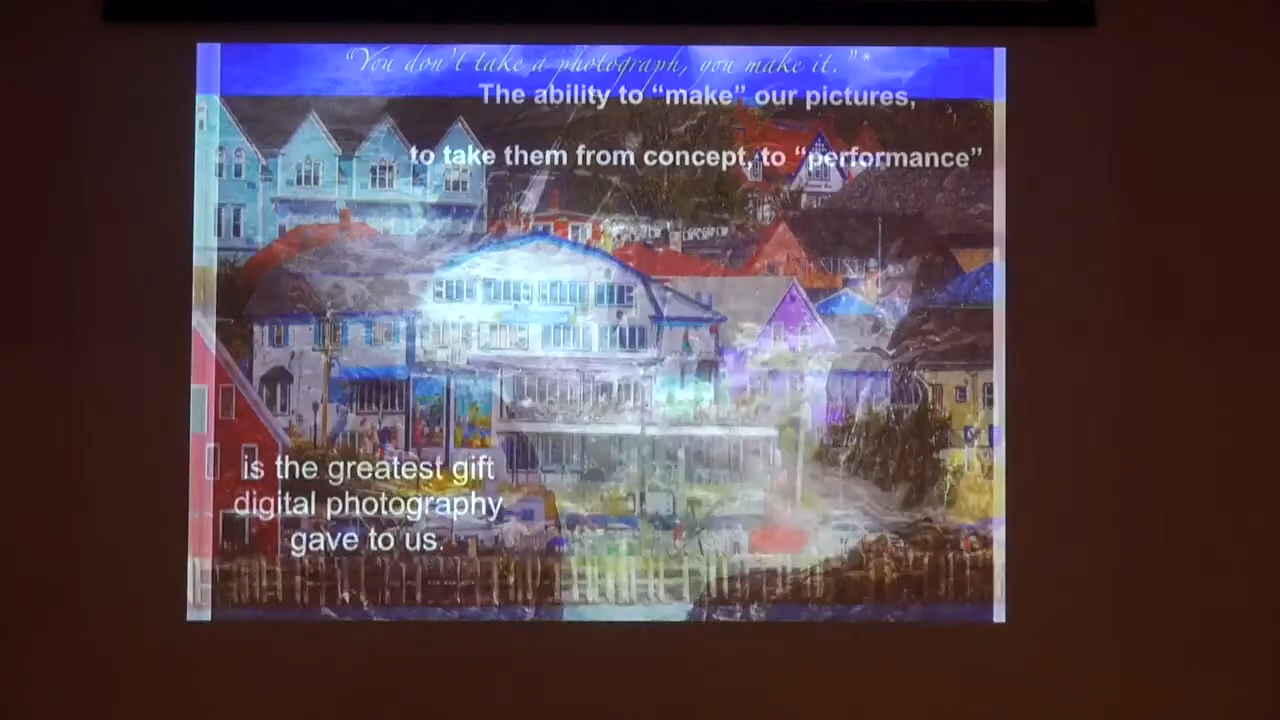 “You don't take a photograph, you make it.”*
The ability to “make” our pictures,
to take them from concept, to “performance”
is the greatest gift
digital photography
gave to us.